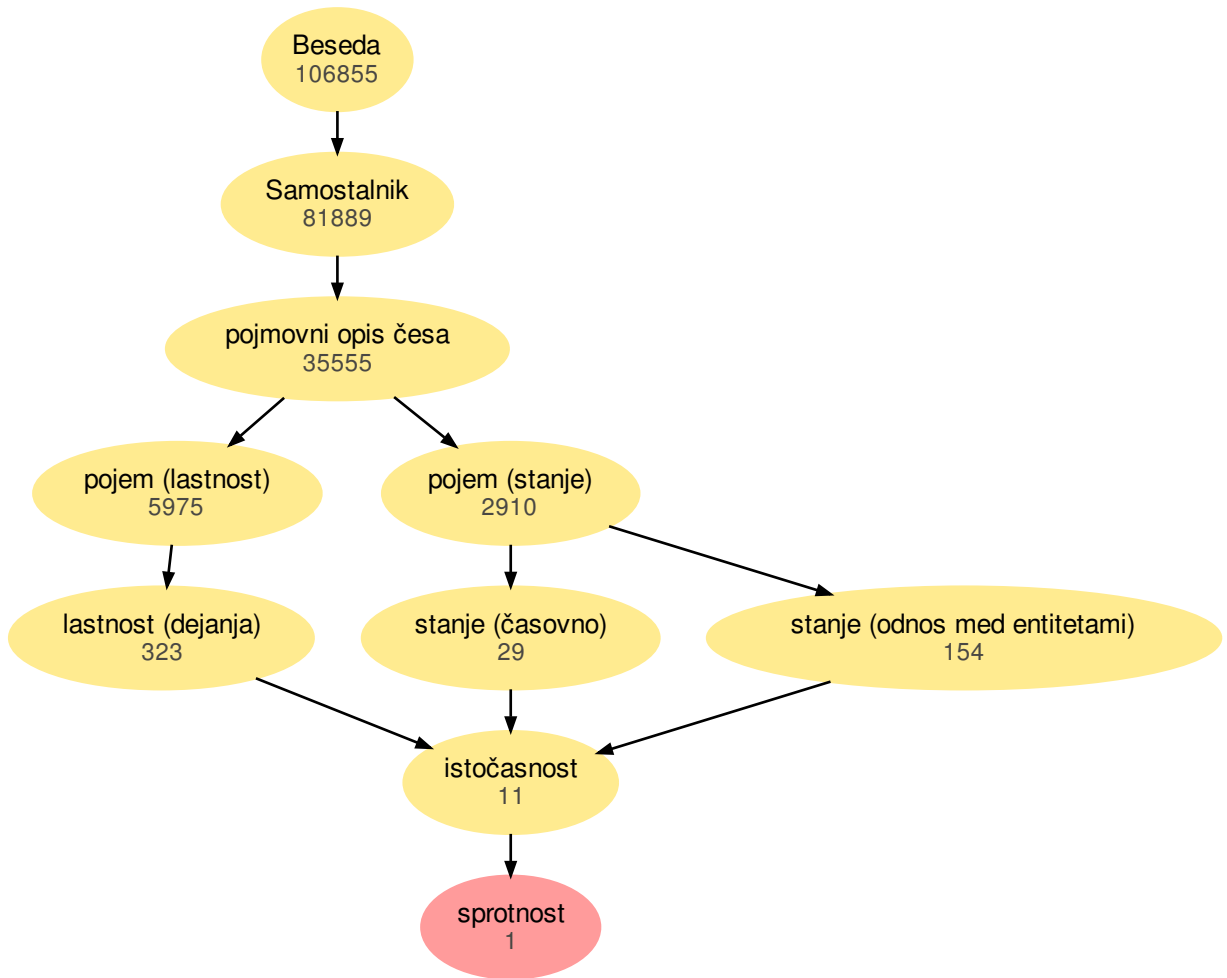 Beseda
106855
Samostalnik
81889
pojmovni opis česa
35555
pojem (lastnost)
5975
pojem (stanje)
2910
lastnost (dejanja)
323
stanje (časovno)
29
stanje (odnos med entitetami)
154
istočasnost
11
sprotnost
1